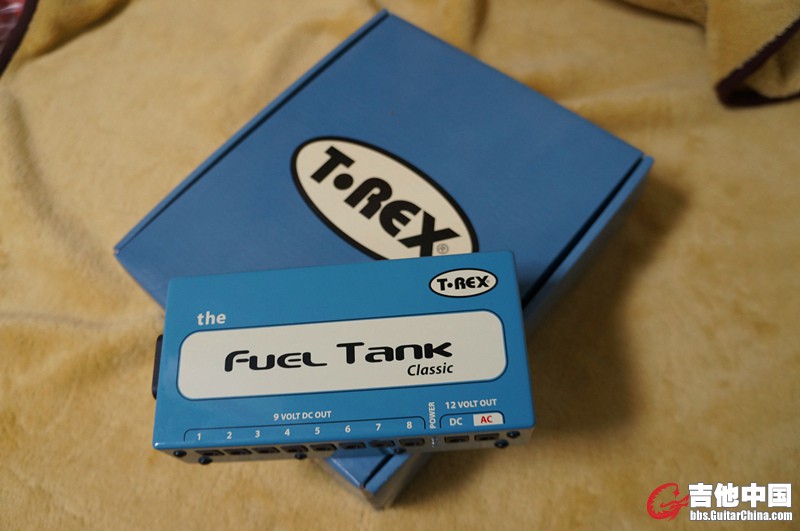 T•REX
®
T•REX
the
Fuel Tank
Classic
9 VOLT DC OUT
1 2 3 4 5 6 7 8
POWER
12 VOLT OUT
DC AC
吉他中国
bbs.GuitarChina.com